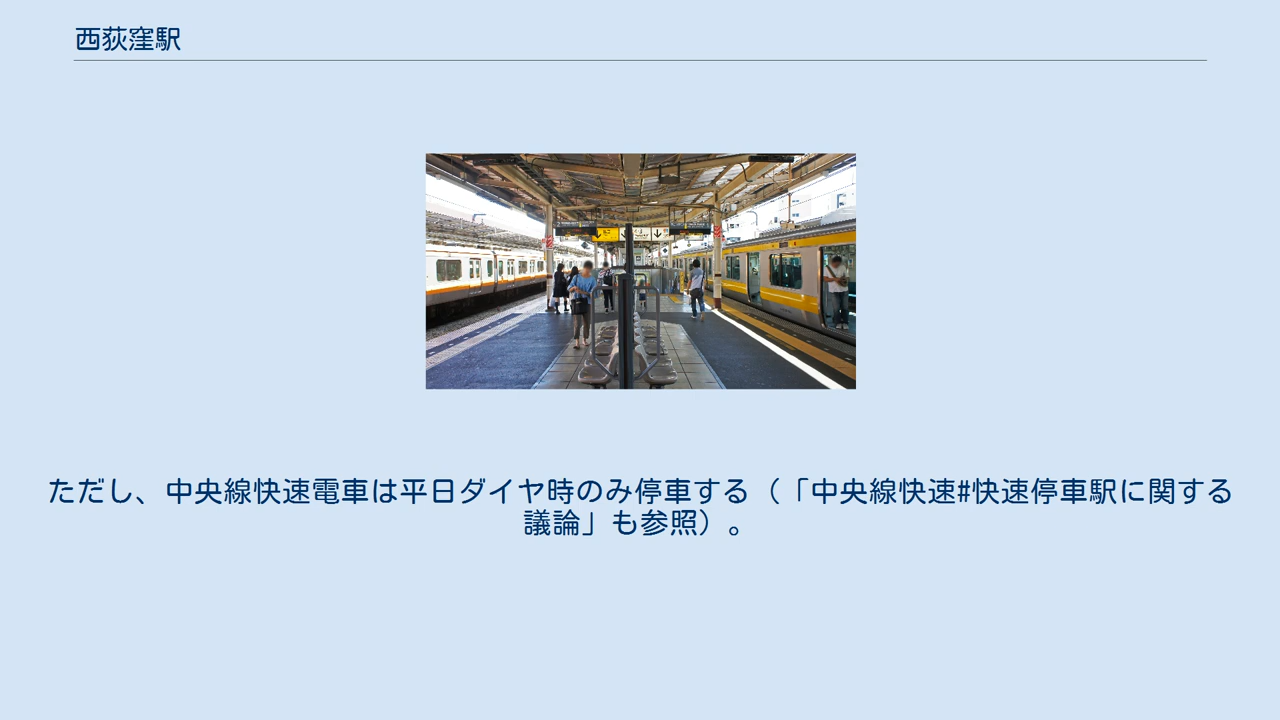 西荻窪駅
ただし、中央線快速電車は平日ダイヤ時のみ停車する（「中央線快速#快速停車駅に関する
議論」も参照）。